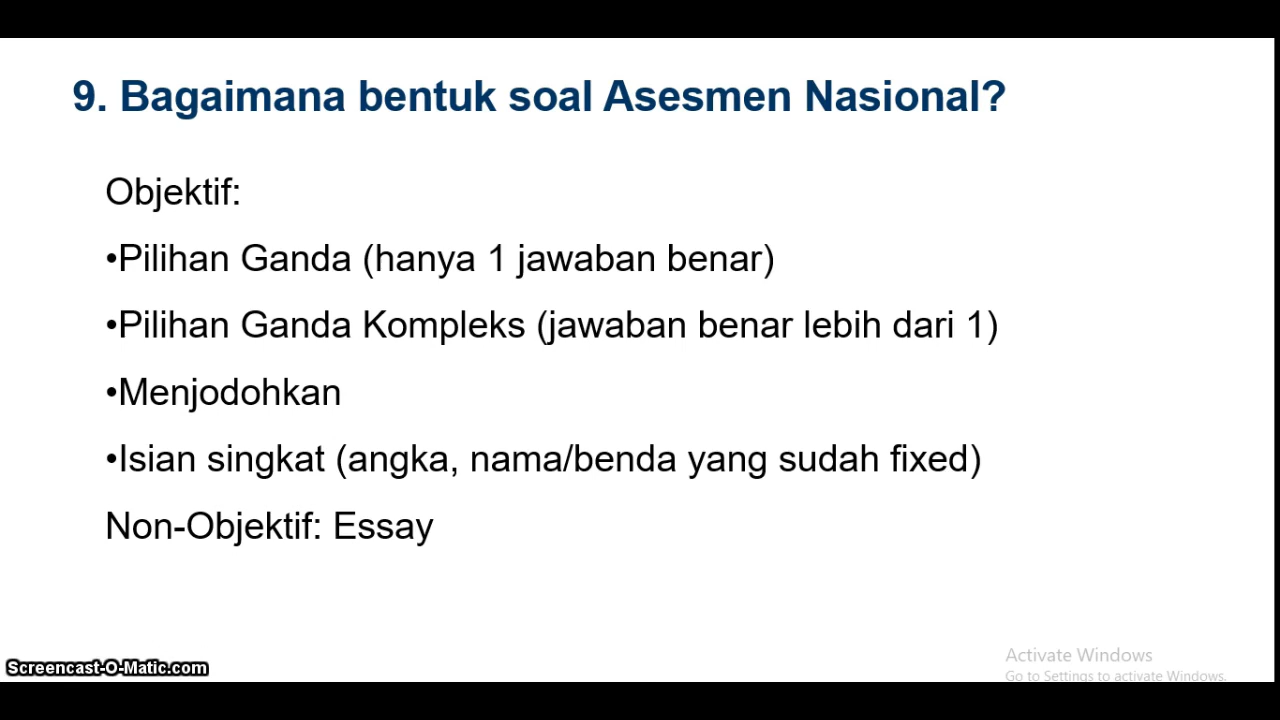 9. Bagaimana bentuk soal Asesmen Nasional?
Objektif:
•Pilihan Ganda (hanya 1 jawaban benar)
•Pilihan Ganda Kompleks (jawaban benar lebih dari 1)
•Menjodohkan
•Isian singkat (angka, nama/benda yang sudah fixed)
Non-Objektif: Essay
Activate Windows
Go to Settings to activate Windows.
Screencast-O-Matic.com